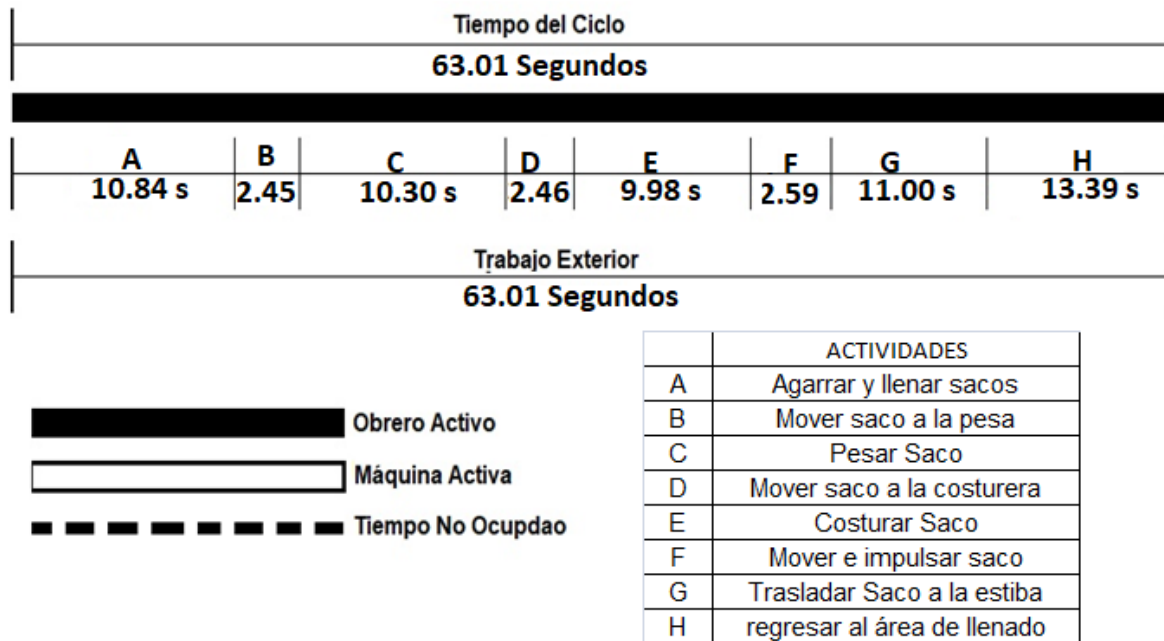 Tiempo del Ciclo
63.01 Segundos
A B C D E F G H
10.84 s 2.45 10.30 s 2.46 9.98 s 2.59 11.00 s 13.39 s
Trabajo Exterior
63.01 Segundos
Obrero Activo
Máquina Activa
Tiempo No Ocupdao
ACTIVIDADES
A Agarrar y llenar sacos
B Mover saco a la pesa
C Pesar Saco
D Mover saco a la costurera
E Costurar Saco
F Mover e impulsar saco
G Trasladar Saco a la estiba
H regresar al área de llenado